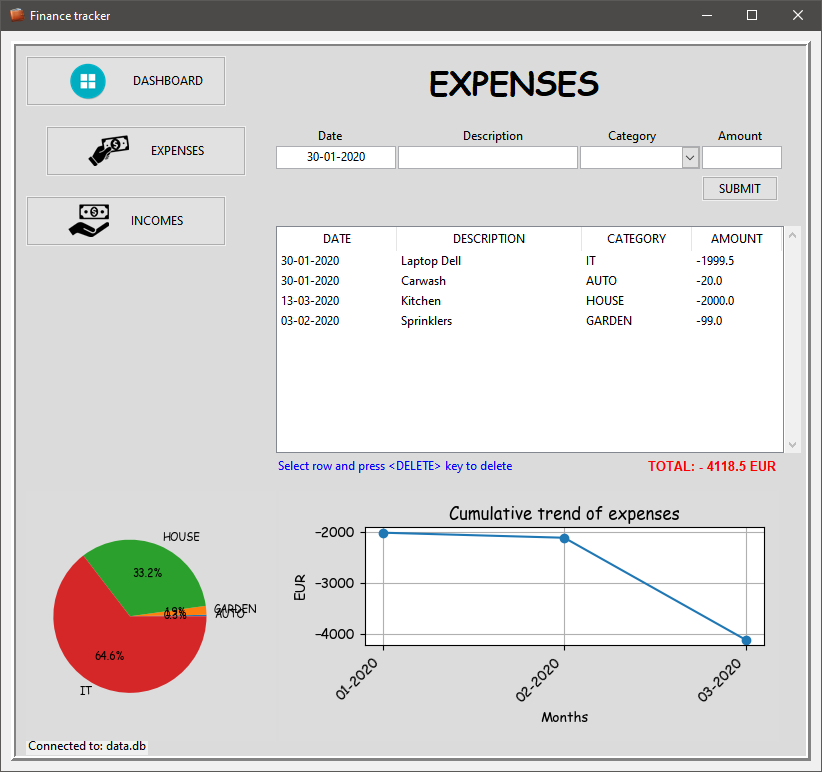 Finance tracker
DASHBOARD
EXPENSES
INCOMES
EXPENSES
Date Description Category Amount
30-01-2020
SUBMIT
DATE DESCRIPTION CATEGORY AMOUNT
30-01-2020 Laptop Dell IT -1999.5
30-01-2020 Carwash AUTO -20.0
13-03-2020 Kitchen HOUSE -2000.0
03-02-2020 Sprinklers GARDEN -99.0
Select row and press <DELETE> key to delete
TOTAL: - 4118.5 EUR
HOUSE
33.2%
GARDEN
AUTO
64.6%
IT
Cumulative trend of expenses
−2000
−3000
−4000
EUR
01-2020
02-2020
03-2020
Months
Connected to: data.db